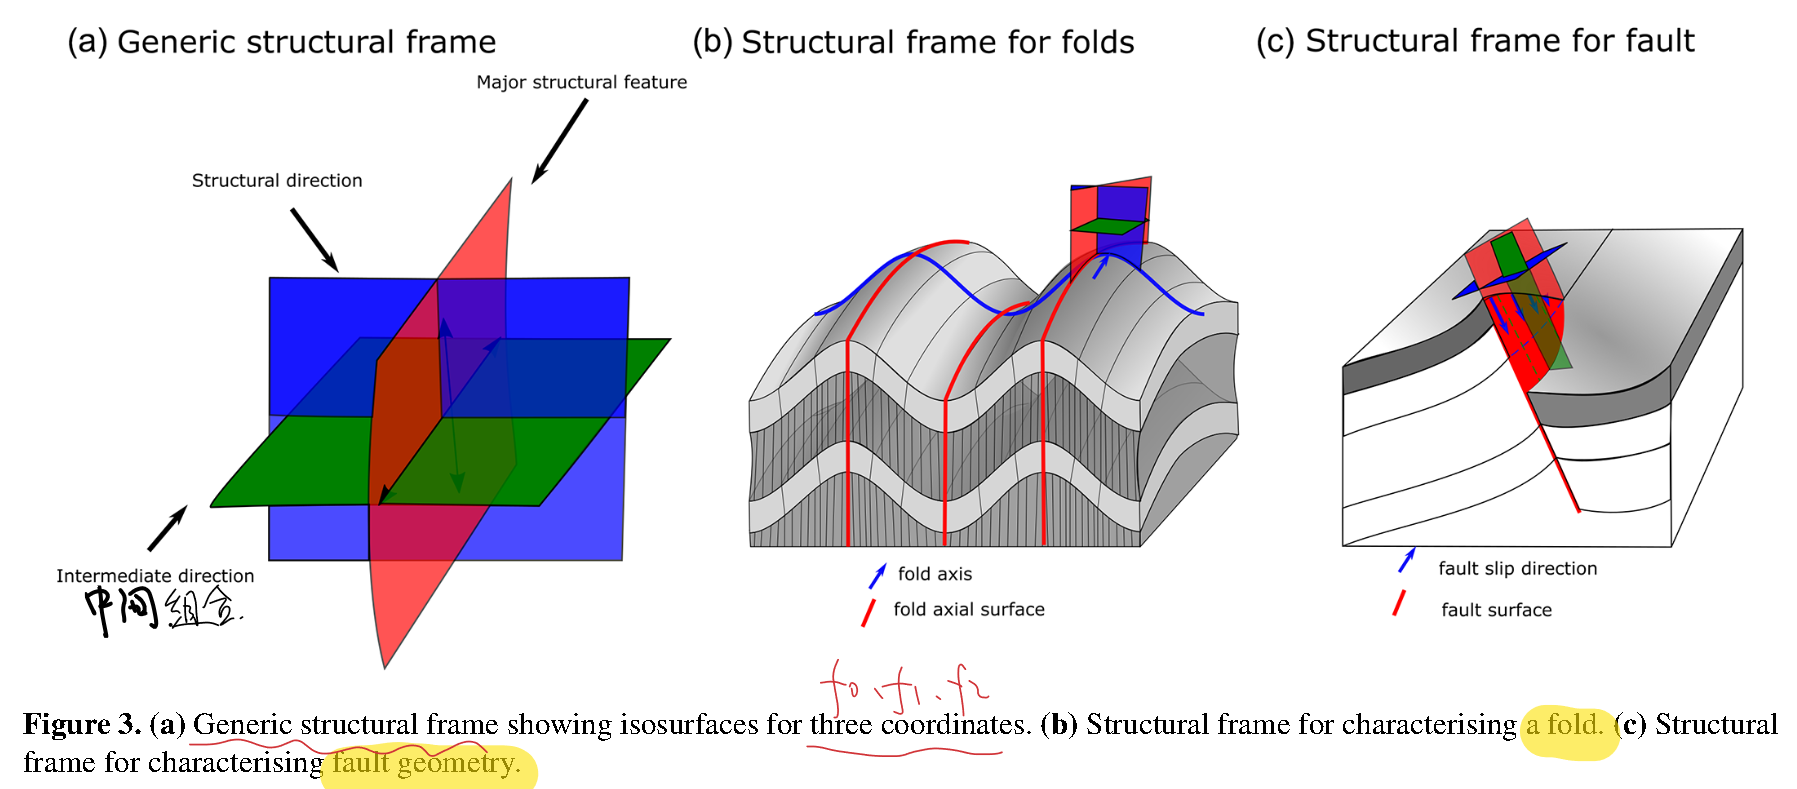 (a) Generic structural frame
Major structural feature
Structural direction
Intermediate direction
中间组合.
(b) Structural frame for folds
fold axis
fold axial surface
(c) Structural frame for fault
fault slip direction
fault surface
f0、f1、f2
Figure 3. (a) Generic structural frame showing isosurfaces for three coordinates. (b) Structural frame for characterising a fold. (c) Structural
frame for characterising fault geometry.